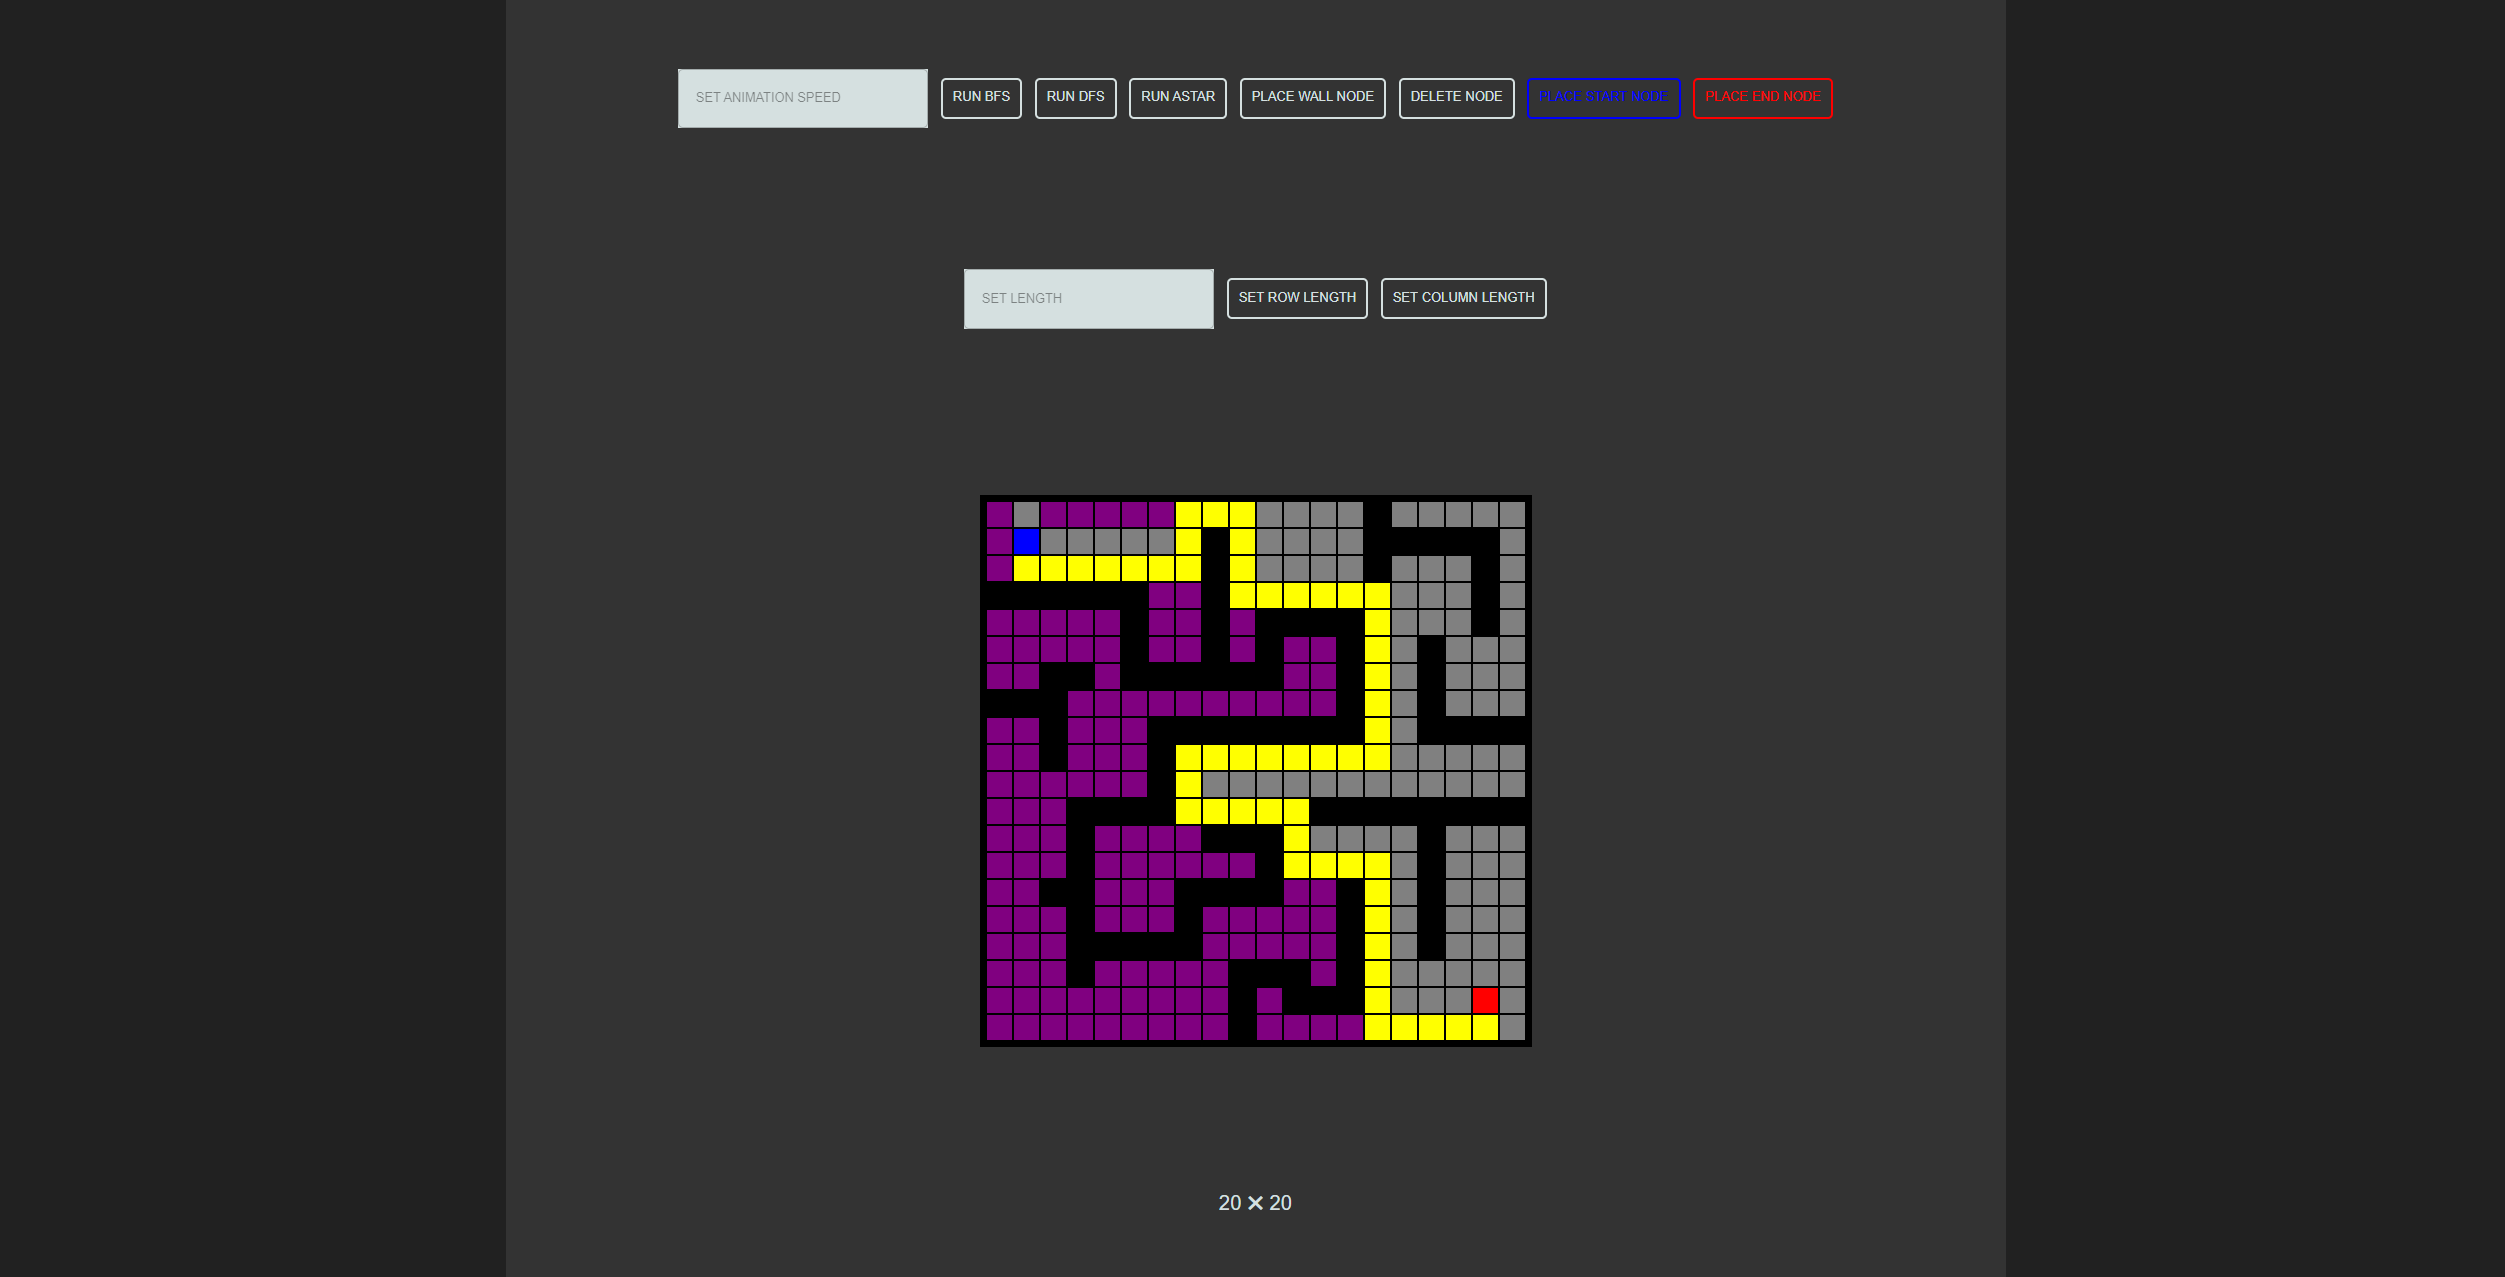 SET ANIMATION SPEED RUN BFS RUN DFS RUN ASTAR PLACE WALL NODE DELETE NODE PLACE START NODE PLACE END NODE
SET LENGTH SET ROW LENGTH SET COLUMN LENGTH
20 × 20